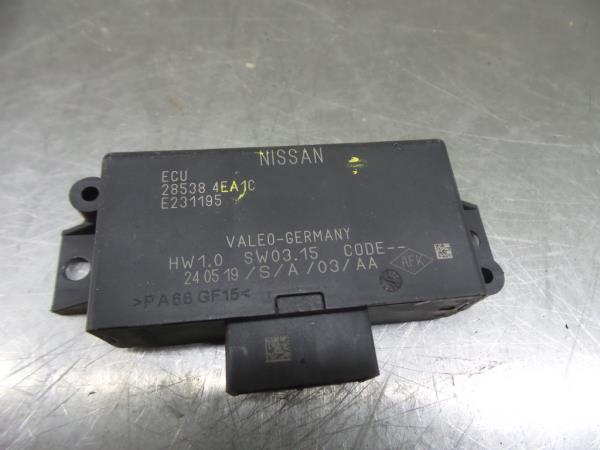 NISSAN
ECU
28538 4EA1C
E231195
VALEO-GERMANY
HW1.0 SW03.15 CODE--
24 05 19 /S/A/03/AA
AFK
>PA66 GF15<